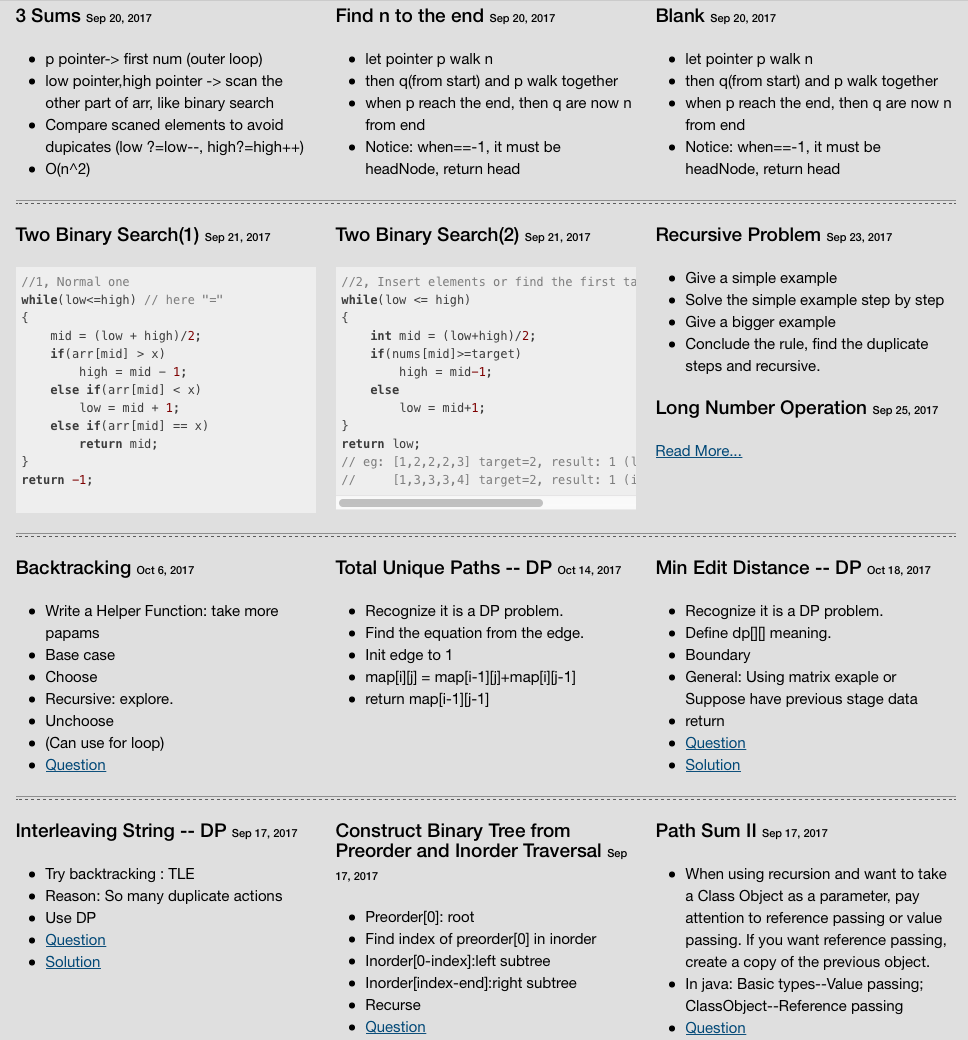 3 Sums Sep 20, 2017
p pointer-> first num (outer loop)
low pointer,high pointer -> scan the
other part of arr, like binary search
Compare scaned elements to avoid
dupicates (low ?=low--, high?=high++)
O(n^2)
Find n to the end Sep 20, 2017
let pointer p walk n
then q(from start) and p walk together
when p reach the end, then q are now n
from end
Notice: when==-1, it must be
headNode, return head
Blank Sep 20, 2017
let pointer p walk n
then q(from start) and p walk together
when p reach the end, then q are now n
from end
Notice: when==-1, it must be
headNode, return head
Two Binary Search(1) Sep 21, 2017
//1, Normal one
while(low<=high) // here "="
{
    mid = (low + high)/2;
    if(arr[mid] > x)
        high = mid - 1;
    else if(arr[mid] < x)
        low = mid + 1;
    else if(arr[mid] == x)
        return mid;
}
return -1;
Two Binary Search(2) Sep 21, 2017
//2, Insert elements or find the first ta
while(low <= high)
{
    int mid = (low+high)/2;
    if(nums[mid]>=target)
        high = mid-1;
    else
        low = mid+1;
}
return low;
// eg: [1,2,2,2,3] target=2, result: 1 (l
//     [1,3,3,3,4] target=2, result: 1 (i
Recursive Problem Sep 23, 2017
Give a simple example
Solve the simple example step by step
Give a bigger example
Conclude the rule, find the duplicate
steps and recursive.
Long Number Operation Sep 25, 2017
Read More...
Backtracking Oct 6, 2017
Write a Helper Function: take more
papams
Base case
Choose
Recursive: explore.
Unchoose
(Can use for loop)
Question
Total Unique Paths -- DP Oct 14, 2017
Recognize it is a DP problem.
Find the equation from the edge.
Init edge to 1
map[i][j] = map[i-1][j]+map[i][j-1]
return map[i-1][j-1]
Min Edit Distance -- DP Oct 18, 2017
Recognize it is a DP problem.
Define dp[][] meaning.
Boundary
General: Using matrix exaple or
Suppose have previous stage data
return
Question
Solution
Interleaving String -- DP Sep 17, 2017
Try backtracking : TLE
Reason: So many duplicate actions
Use DP
Question
Solution
Construct Binary Tree from
Preorder and Inorder Traversal Sep
17, 2017
Preorder[0]: root
Find index of preorder[0] in inorder
Inorder[0-index]:left subtree
Inorder[index-end]:right subtree
Recurse
Question
Path Sum II Sep 17, 2017
When using recursion and want to take
a Class Object as a parameter, pay
attention to reference passing or value
passing. If you want reference passing,
create a copy of the previous object.
In java: Basic types--Value passing;
ClassObject--Reference passing
Question